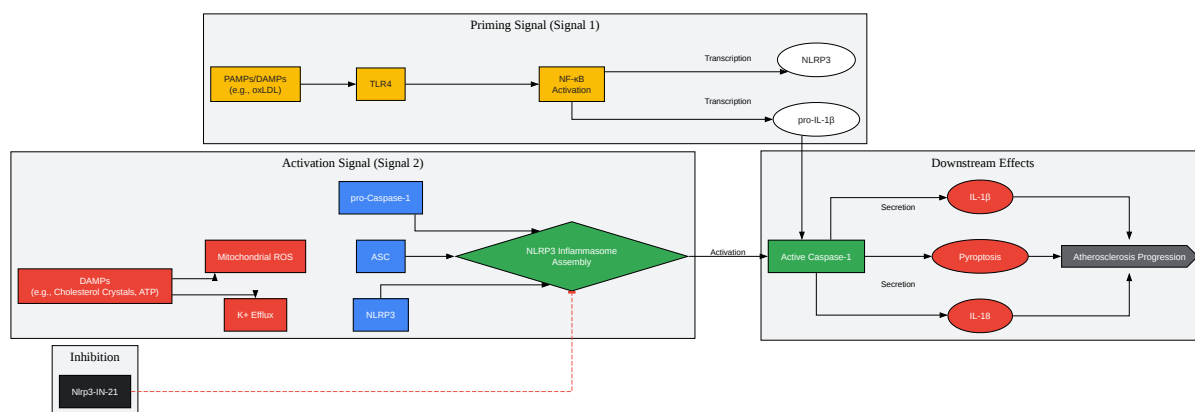 Priming Signal (Signal 1)
PAMPs/DAMPs
(e.g., oxLDL)
TLR4
NF-κB
Activation
Transcription
NLRP3
Transcription
pro-IL-1β
Activation Signal (Signal 2)
pro-Caspase-1
ASC
NLRP3
NLRP3 Inflammasome
Assembly
Mitochondrial ROS
DAMPs
(e.g., Cholesterol Crystals, ATP)
K+ Efflux
Activation
Downstream Effects
Active Caspase-1
Secretion
IL-1β
Pyroptosis
Secretion
IL-18
Atherosclerosis Progression
Inhibition
Nlrp3-IN-21